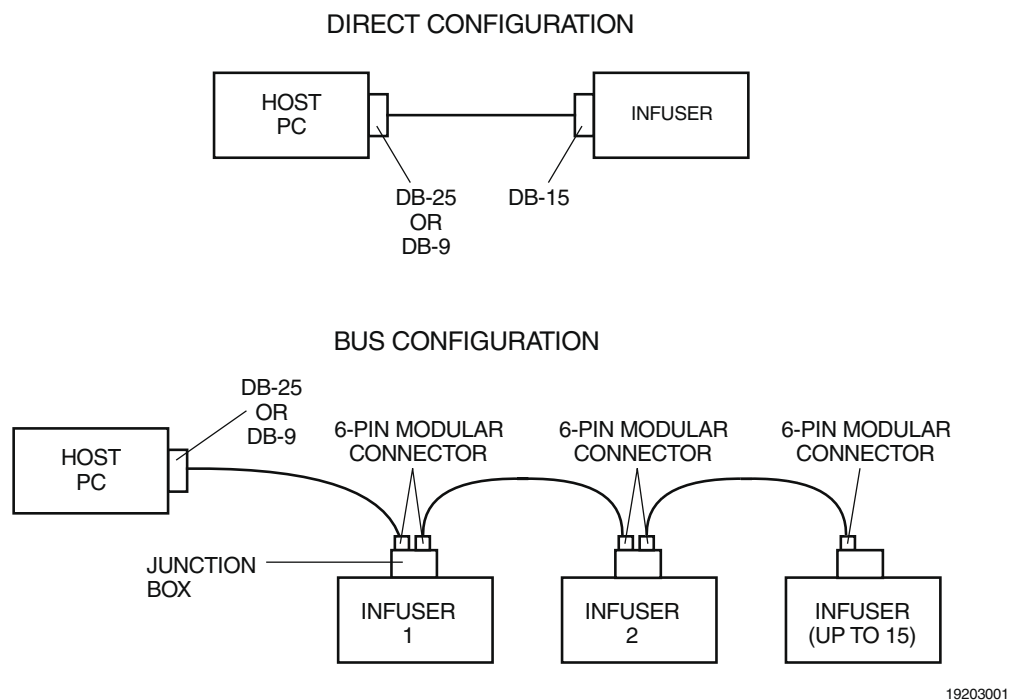 DIRECT CONFIGURATION
HOST
PC
INFUSER
DB-25
OR
DB-9
DB-15
BUS CONFIGURATION
DB-25
OR
DB-9
HOST
PC
6-PIN MODULAR
CONNECTOR
6-PIN MODULAR
CONNECTOR
6-PIN MODULAR
CONNECTOR
JUNCTION
BOX
INFUSER
1
INFUSER
2
INFUSER
(UP TO 15)
19203001